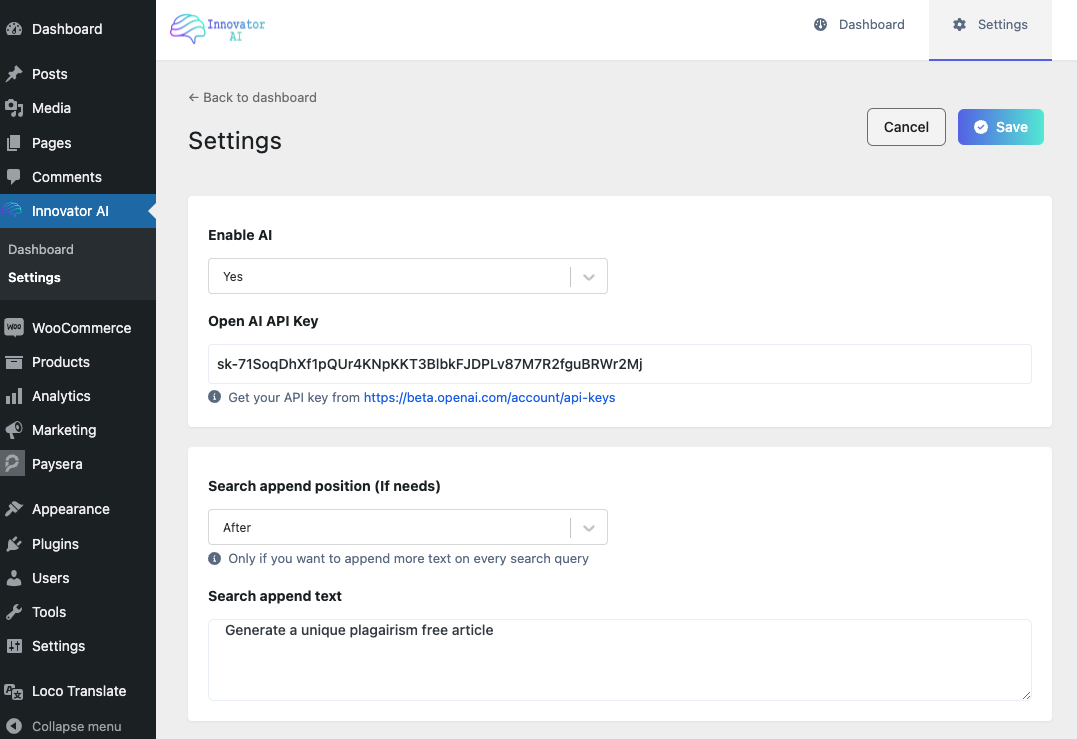 Dashboard
Posts
Media
Pages
Comments
Innovator AI
Dashboard
Settings
WOO WooCommerce
Products
Analytics
Marketing
Paysera
Appearance
Plugins
Users
Tools
Settings
Loco Translate
Collapse menu
Innovator
AI
Dashboard
Settings
← Back to dashboard
Settings
Cancel
Save
Enable AI
Yes
Open AI API Key
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
Get your API key from https://beta.openai.com/account/api-keys
Search append position (If needs)
After
Only if you want to append more text on every search query
Search append text
Generate a unique plagairism free article